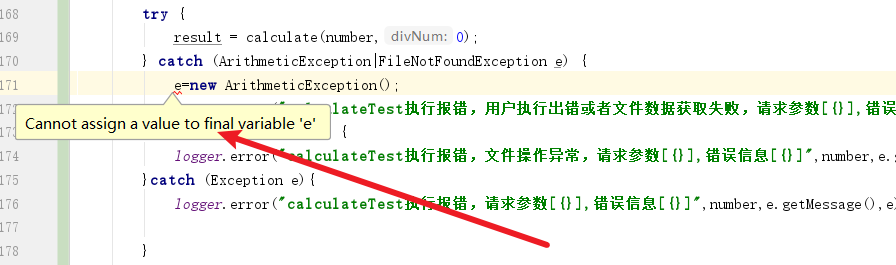 168 try {
169 result = calculate(number, divNum: 0);
170 } catch (ArithmeticException|FileNotFoundException e) {
171 e=new ArithmeticException();
17 calculateTest执行报错，用户执行出错或者文件数据获取失败，请求参数[{}],错误
Cannot assign a value to final variable 'e'
17 {
174 logger.error("calculateTest执行报错，文件操作异常，请求参数[{}],错误信息[{}]",number,e.g
175 }catch (Exception e){
176 logger.error("calculateTest执行报错，请求参数[{}],错误信息[{}]",number,e.getMessage(),e)
177
178 }